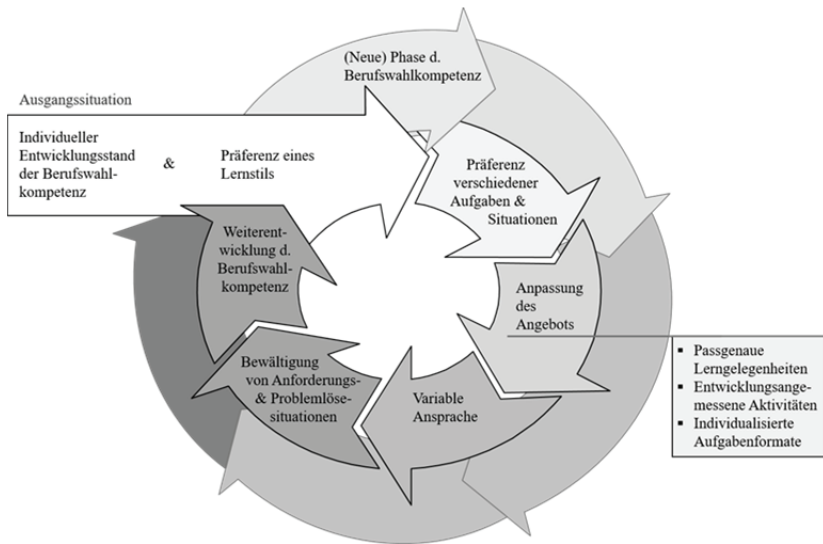 (Neue) Phase d.
Berufswahlkompetenz
Ausgangssituation
Individueller
Entwicklungsstand
der Berufswahl-
kompetenz
&
Präferenz eines
Lernstils
Präferenz
verschiedener
Aufgaben &
Situationen
Anpassung
des
Angebots
▪ Passgenaue
Lerngelegenheiten
▪ Entwicklungsange-
messene Aktivitäten
▪ Individualisierte
Aufgabenformate
Variable
Ansprache
Bewältigung
von Anforderungs-
& Problemlöse-
situationen
Weiterent-
wicklung d.
Berufswahl-
kompetenz